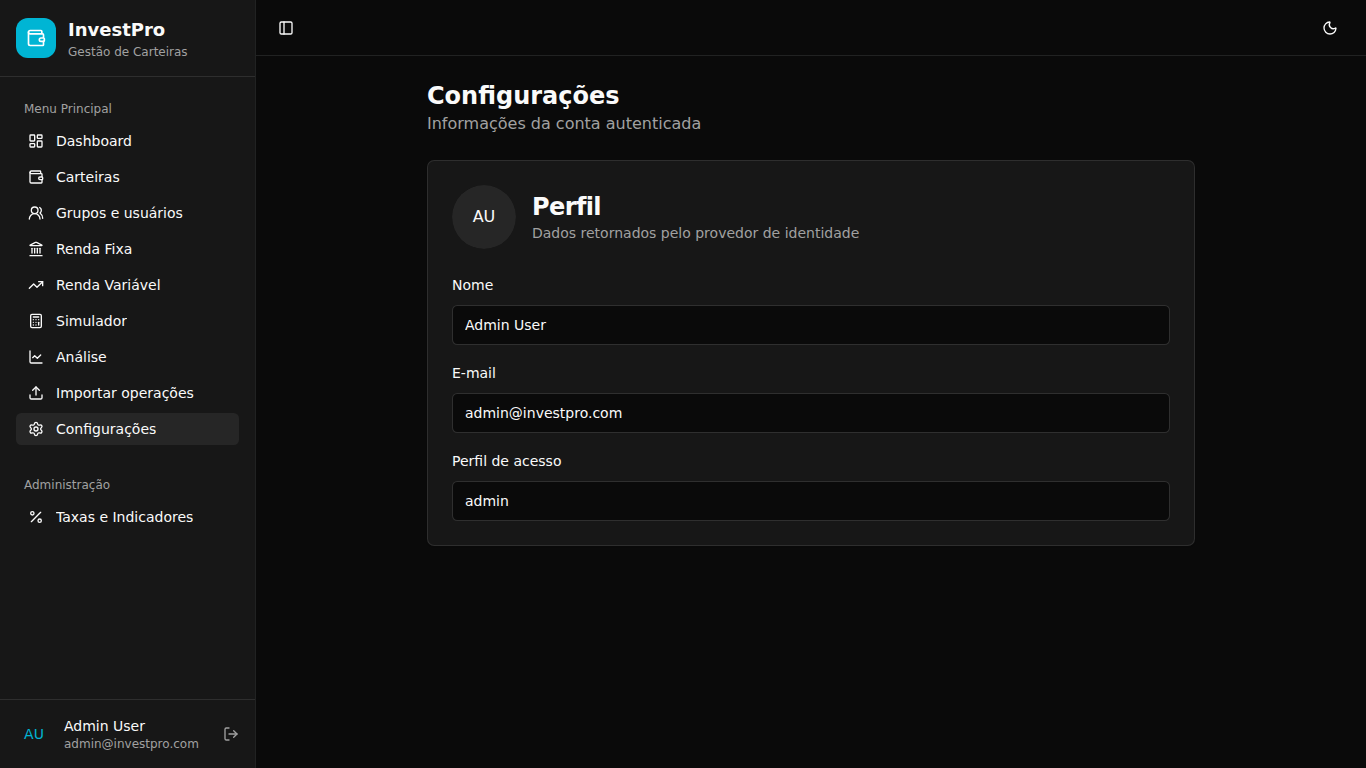 InvestPro
Gestão de Carteiras
Menu Principal
Dashboard
Carteiras
Grupos e usuários
Renda Fixa
Renda Variável
Simulador
Análise
Importar operações
Configurações
Administração
Taxas e Indicadores
AU
Admin User
admin@investpro.com
Configurações
Informações da conta autenticada
AU
Perfil
Dados retornados pelo provedor de identidade
Nome
Admin User
E-mail
admin@investpro.com
Perfil de acesso
admin